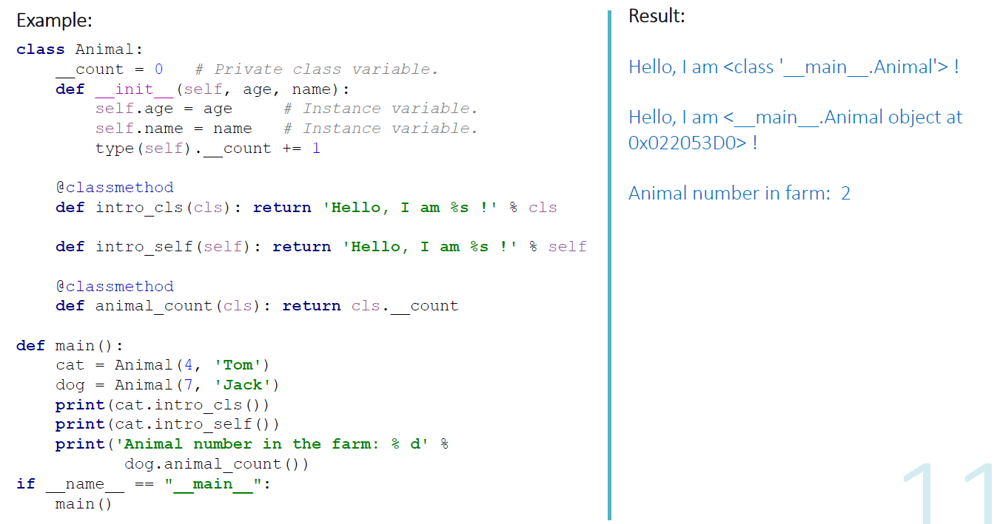 Example:
class Animal:
    __count = 0   # Private class variable.
    def __init__(self, age, name):
        self.age = age     # Instance variable.
        self.name = name   # Instance variable.
        type(self).__count += 1
    @classmethod
    def intro_cls(cls): return 'Hello, I am %s !' % cls
    def intro_self(self): return 'Hello, I am %s !' % self
    @classmethod
    def animal_count(cls): return cls.__count
def main():
    cat = Animal(4, 'Tom')
    dog = Animal(7, 'Jack')
    print(cat.intro_cls())
    print(cat.intro_self())
    print('Animal number in the farm: % d' %
           dog.animal_count())
if __name__ == "__main__":
    main()
Result:
Hello, I am <class '__main__.Animal'> !
Hello, I am <__main__.Animal object at
0x022053D0> !
Animal number in farm:  2
11